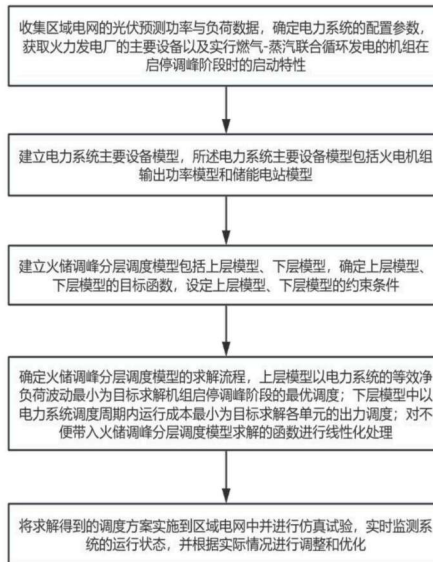 收集区域电网的光伏预测功率与负荷数据，确定电力系统的配置参数，
获取火力发电厂的主要设备以及实行燃气-蒸汽联合循环发电的机组在
启停调峰阶段时的启动特性
建立电力系统主要设备模型，所述电力系统主要设备模型包括火电机组
输出功率模型和储能电站模型
建立火储调峰分层调度模型包括上层模型、下层模型，确定上层模型、
下层模型的目标函数，设定上层模型、下层模型的约束条件
确定火储调峰分层调度模型的求解流程，上层模型以电力系统的等效净
负荷波动最小为目标求解机组启停调峰阶段的最优调度；下层模型中以
电力系统调度周期内运行成本最小为目标求解各单元的出力调度；对不
便带入火储调峰分层调度模型求解的函数进行线性化处理
将求解得到的调度方案实施到区域电网中并进行仿真试验，实时监测系
统的运行状态，并根据实际情况进行调整和优化